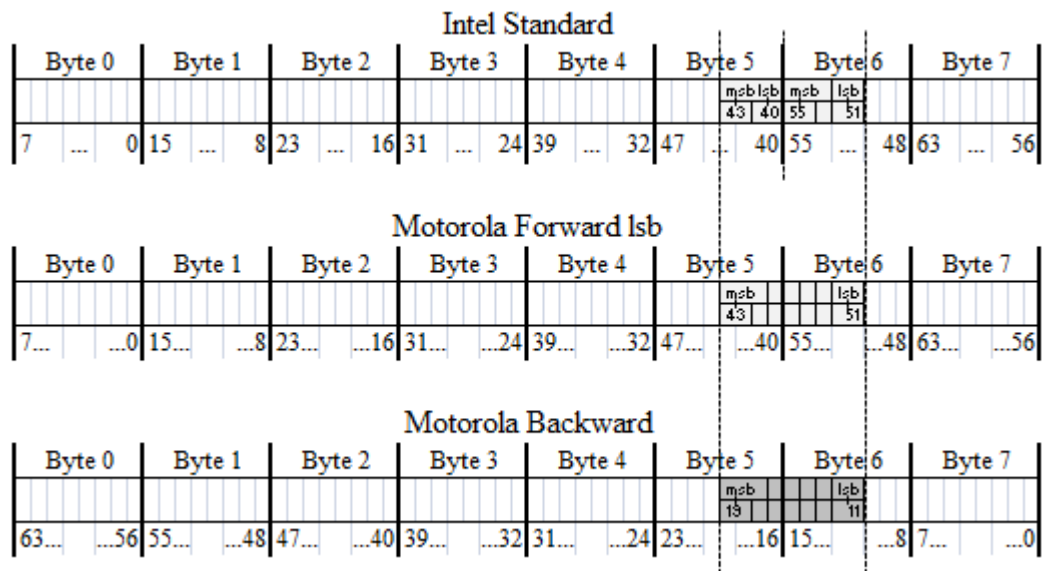 Intel Standard
Byte 0 Byte 1 Byte 2 Byte 3 Byte 4 Byte 5 Byte 6 Byte 7
msb lsb msb lsb
43 40 55 51
7 ... 0 15 ... 8 23 ... 16 31 ... 24 39 ... 32 47 ... 40 55 ... 48 63 ... 56
Motorola Forward lsb
Byte 0 Byte 1 Byte 2 Byte 3 Byte 4 Byte 5 Byte 6 Byte 7
msb lsb
43 51
7... ...0 15... ...8 23... ...16 31... ...24 39... ...32 47... ...40 55... ...48 63... ...56
Motorola Backward
Byte 0 Byte 1 Byte 2 Byte 3 Byte 4 Byte 5 Byte 6 Byte 7
msb lsb
19 11
63... ...56 55... ...48 47... ...40 39... ...32 31... ...24 23... ...16 15... ...8 7... ...0